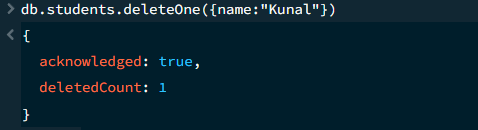 > db.students.deleteOne({name:"Kunal"})
< {
acknowledged: true,
deletedCount: 1
}